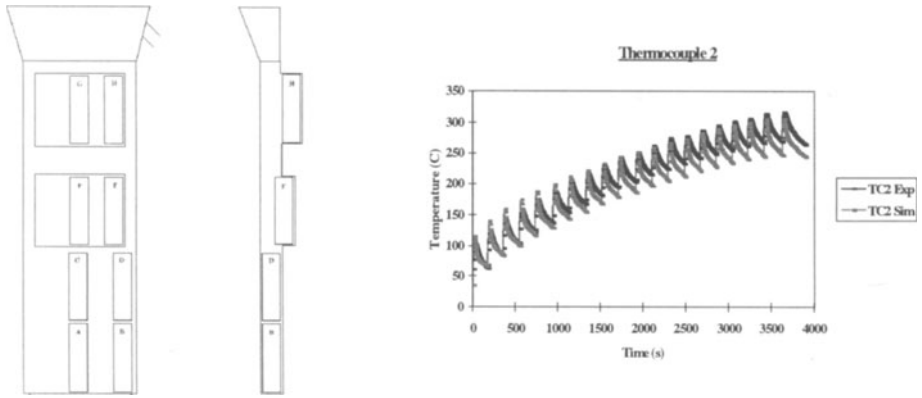 G H
H
E F
F
C D
D
A B
B
Thermocouple 2
350
300
250
200
150
100
50
0
Temperature (C)
0 500 1000 1500 2000 2500 3000 3500 4000
Time (s)
TC2 Exp
TC2 Sim